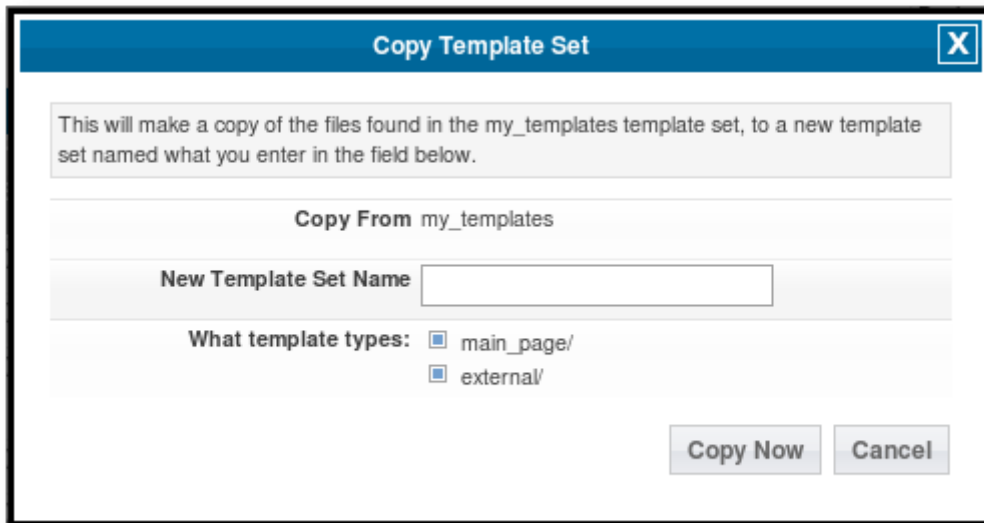 Copy Template Set X
This will make a copy of the files found in the my_templates template set, to a new template
set named what you enter in the field below.
Copy From my_templates
New Template Set Name
What template types: main_page/
external/
Copy Now Cancel